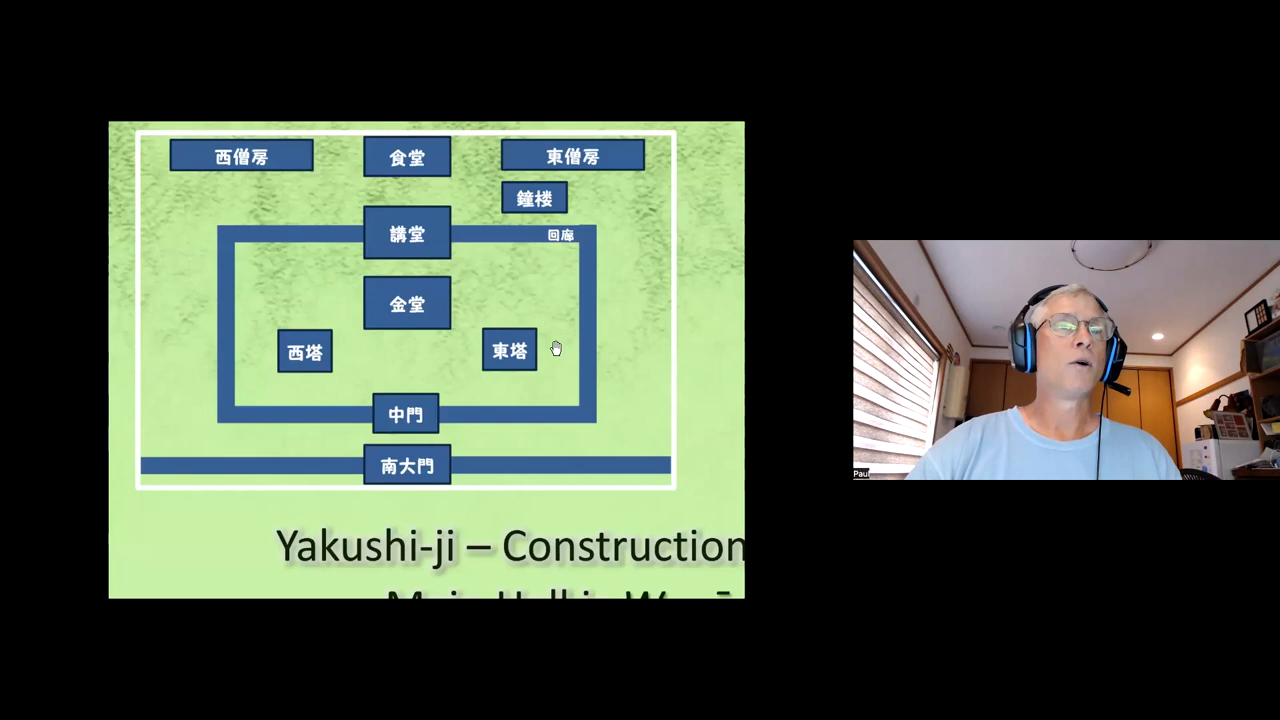 西僧房
食堂
東僧房
鐘楼
講堂
回廊
金堂
西塔
東塔
中門
南大門
Yakushi-ji – Construction
Paul